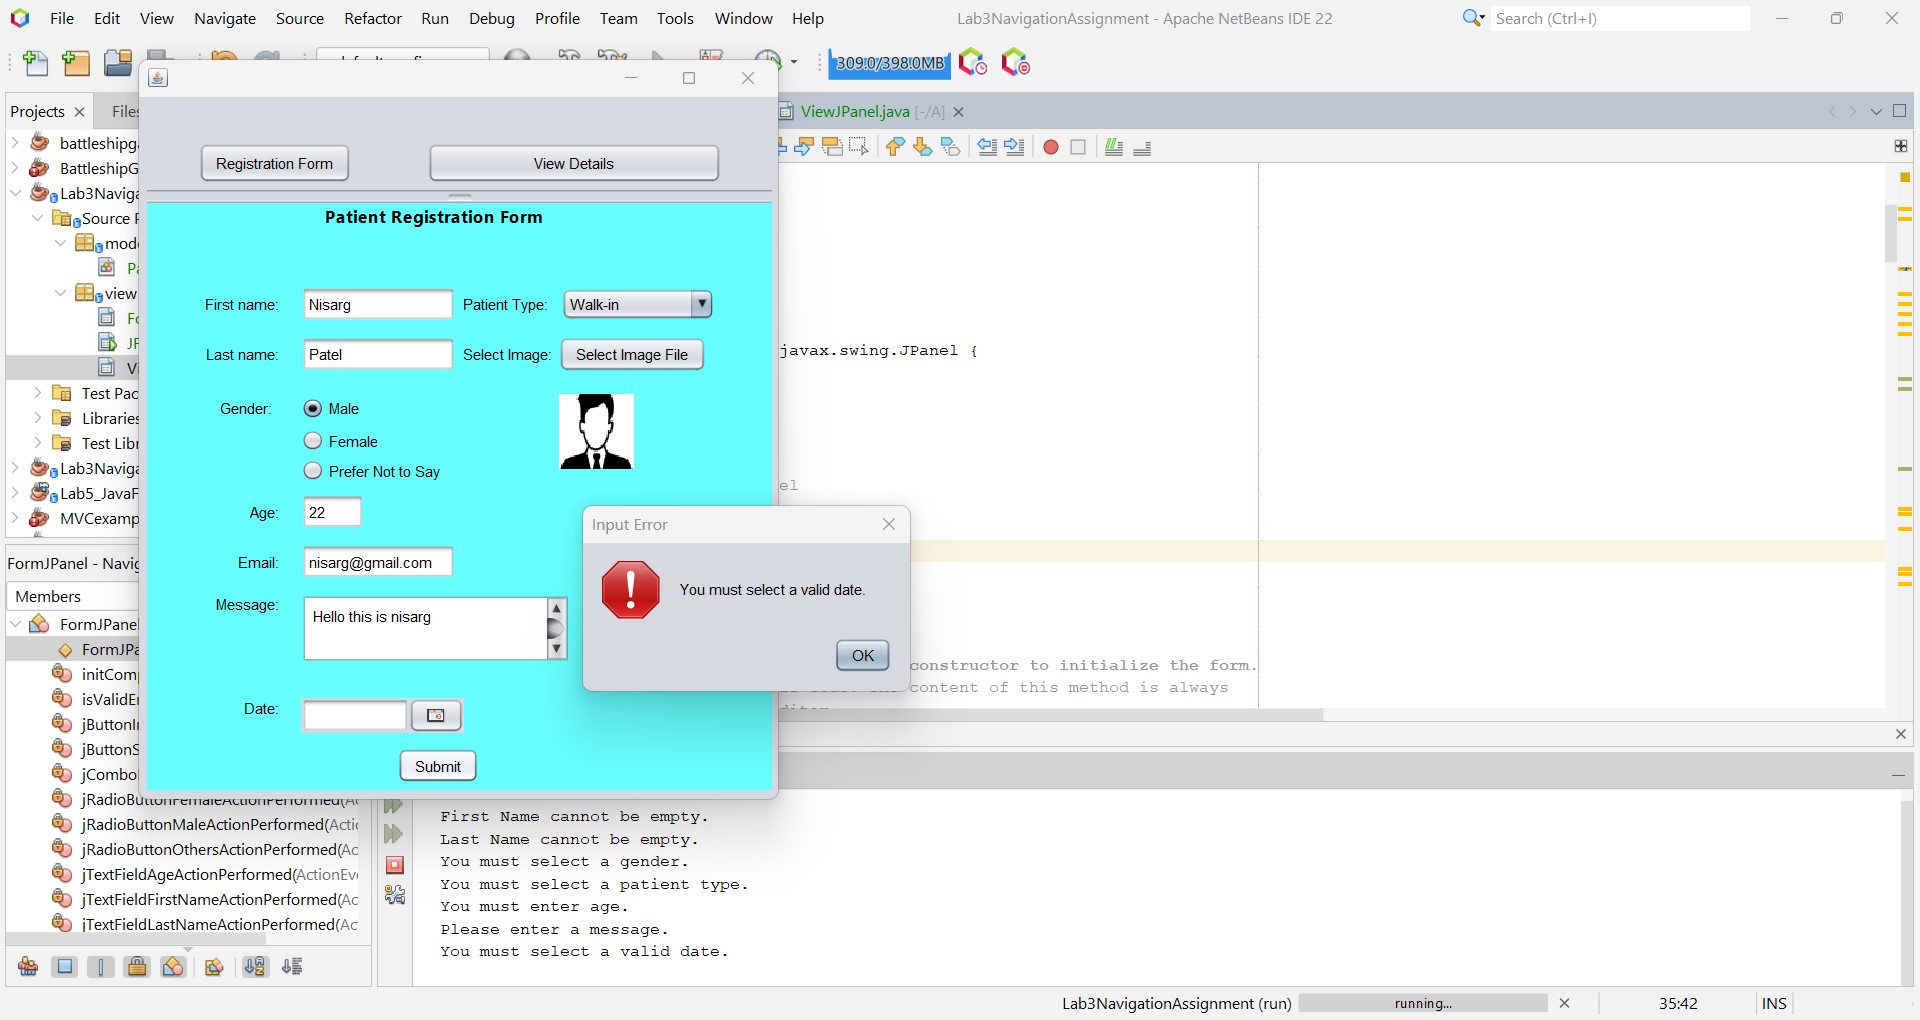 File Edit View Navigate Source Refactor Run Debug Profile Team Tools Window Help
Lab3NavigationAssignment - Apache NetBeans IDE 22
Search (Ctrl+I)
309.0/398.0MB
Projects
Files
ViewJPanel.java [-/A]
battleshipg
BattleshipG
Lab3Naviga
Source P
mod
Pa
view
Fo
JF
Vi
Test Pac
Libraries
Test Libr
Lab3Naviga
Lab5_JavaF
MVCexamp
Registration Form
View Details
Patient Registration Form
First name: Nisarg Patient Type: Walk-in
Last name: Patel Select Image: Select Image File
Gender: Male
Female
Prefer Not to Say
Age: 22
Email: nisarg@gmail.com
Message: Hello this is nisarg
Date:
Submit
Input Error
You must select a valid date.
OK
javax.swing.JPanel {
el
constructor to initialize the form.
content of this method is always
FormJPanel - Navig
Members
FormJPanel
FormJPa
initCom
isValidE
jButtonI
jButtonS
jCombo
jRadioButtonFemaleActionPerformed(A
jRadioButtonMaleActionPerformed(Acti
jRadioButtonOthersActionPerformed(Ac
jTextFieldAgeActionPerformed(ActionEv
jTextFieldFirstNameActionPerformed(Ac
jTextFieldLastNameActionPerformed(Ac
First Name cannot be empty.
Last Name cannot be empty.
You must select a gender.
You must select a patient type.
You must enter age.
Please enter a message.
You must select a valid date.
Lab3NavigationAssignment (run)
running...
35:42
INS